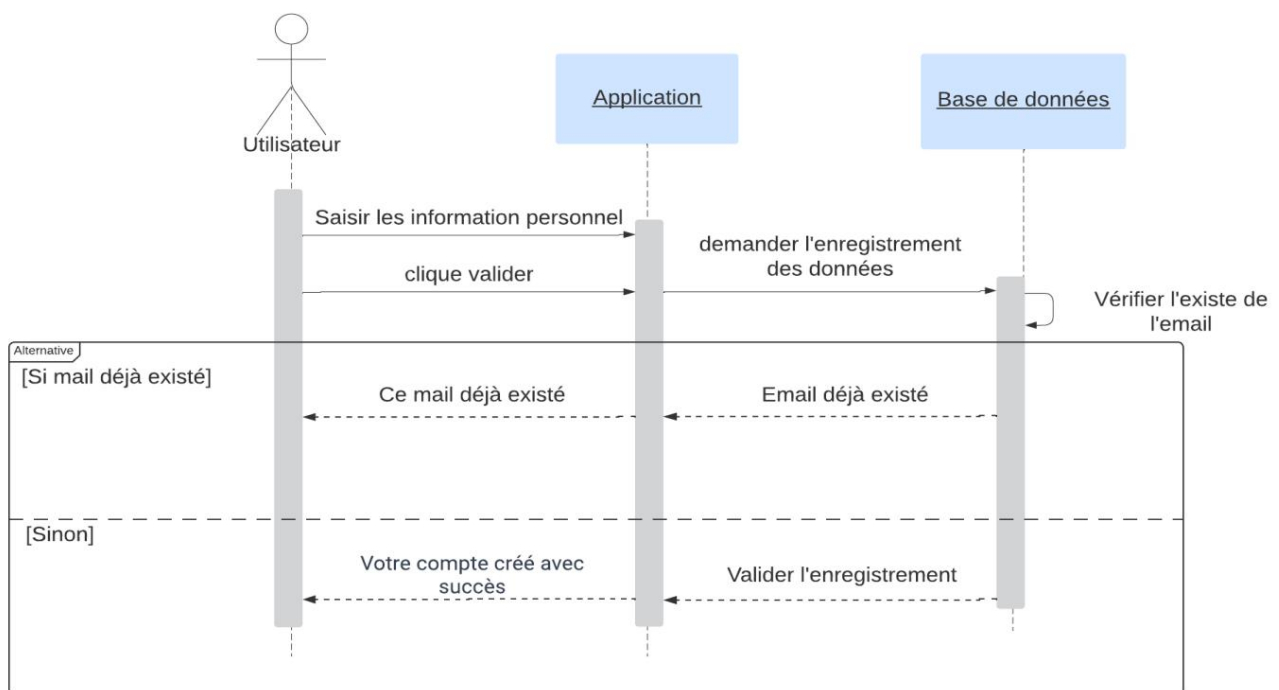 Application
Base de données
Utilisateur
Saisir les information personnel
demander l'enregistrement
des données
clique valider
Vérifier l'existe de
l'email
Alternative
[Si mail déjà existé]
Ce mail déjà existé
Email déjà existé
[Sinon]
Votre compte créé avec
succès
Valider l'enregistrement